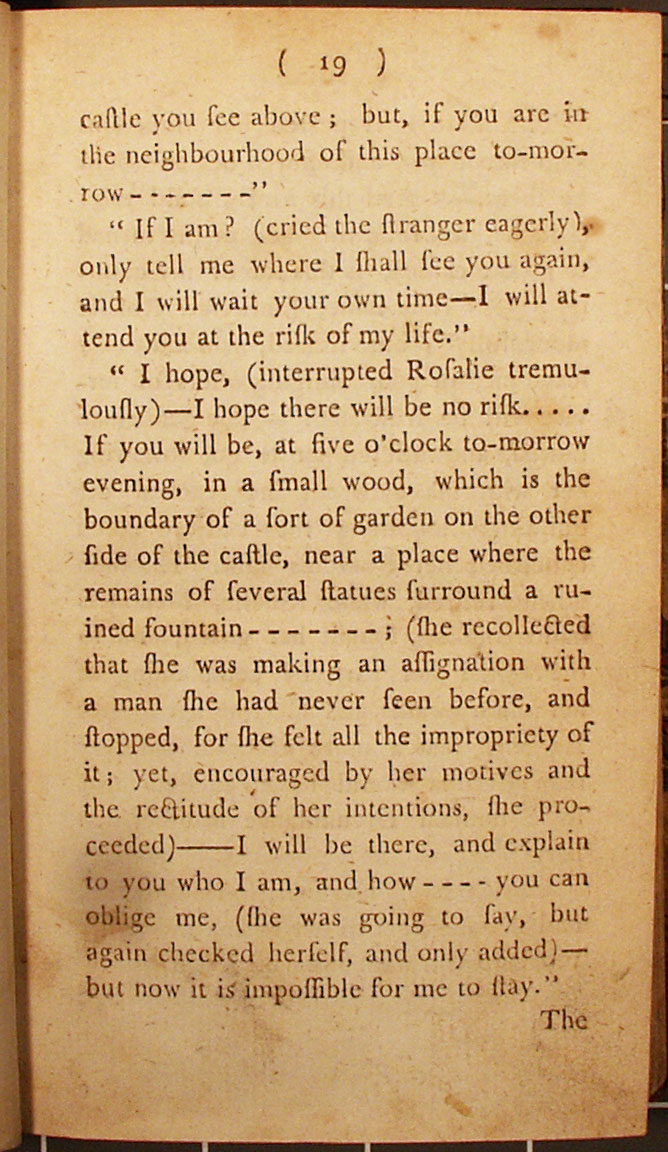 ( 19 )
caſtle you ſee above ; but, if you are in
the neighbourhood of this place to-mor-
row - - - - - - -"
" If I am ? (cried the ſtranger eagerly),
only tell me where I ſhall ſee you again,
and I will wait your own time—I will at-
tend you at the riſk of my life."
" I hope, (interrupted Roſalie tremu-
louſly)—I hope there will be no riſk.....
If you will be, at five o'clock to-morrow
evening, in a ſmall wood, which is the
boundary of a ſort of garden on the other
ſide of the caſtle, near a place where the
remains of ſeveral ſtatues ſurround a ru-
ined fountain - - - - - - - ; (ſhe recollected
that ſhe was making an aſſignation with
a man ſhe had never ſeen before, and
ſtopped, for ſhe felt all the impropriety of
it ; yet, encouraged by her motives and
the rectitude of her intentions, ſhe pro-
ceeded)——I will be there, and explain
to you who I am, and how - - - - you can
oblige me, (ſhe was going to ſay, but
again checked herſelf, and only added)—
but now it is impoſſible for me to ſtay."
The